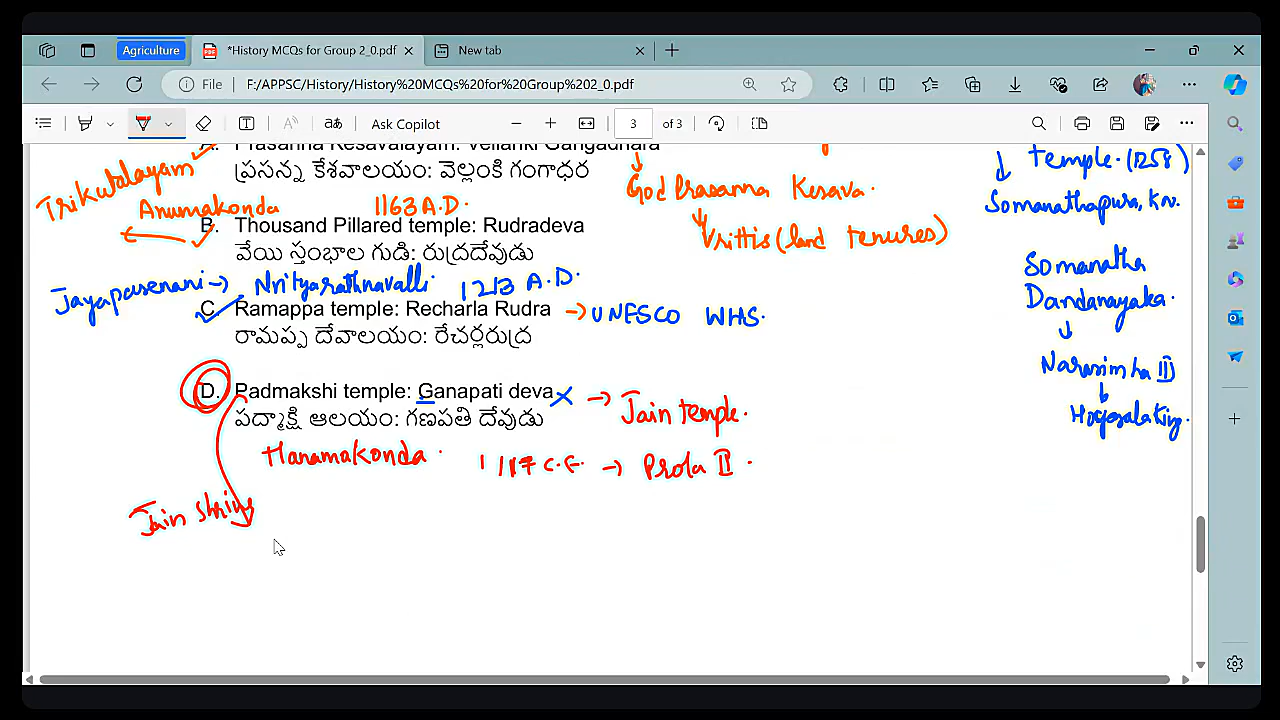 Agriculture
*History MCQs for Group 2_0.pdf
New tab
File
F:/APPSC/History/History%20MCQs%20for%20Group%202_0.pdf
Ask Copilot
3
of 3
A. Prasanna Kesavalayam: Vellanki Gangadhara
ప్రసన్న కేశవాలయం: వెల్లంకి గంగాధర
Trikutalayam
→ God Prasanna Kesava.
→ Vrittis (land tenures)
Temple. (1258)
→ Somanathapura, Kn.
Anumakonda
1163 A.D.
B. Thousand Pillared temple: Rudradeva
వేయి స్తంభాల గుడి: రుద్రదేవుడు
Somanatha
Dandanayaka.
Jayapasenani → Nrityarathnavalli 1213 A.D.
C. Ramappa temple: Recharla Rudra → UNESCO WHS.
రామప్ప దేవాలయం: రేచర్లరుద్ర
Narasimha III
Hoysala King.
D. Padmakshi temple: Ganapati deva X → Jain temple.
పద్మాక్షి ఆలయం: గణపతి దేవుడు
Hanamakonda. 1117 C.E. → Prola II.
Jain shrine